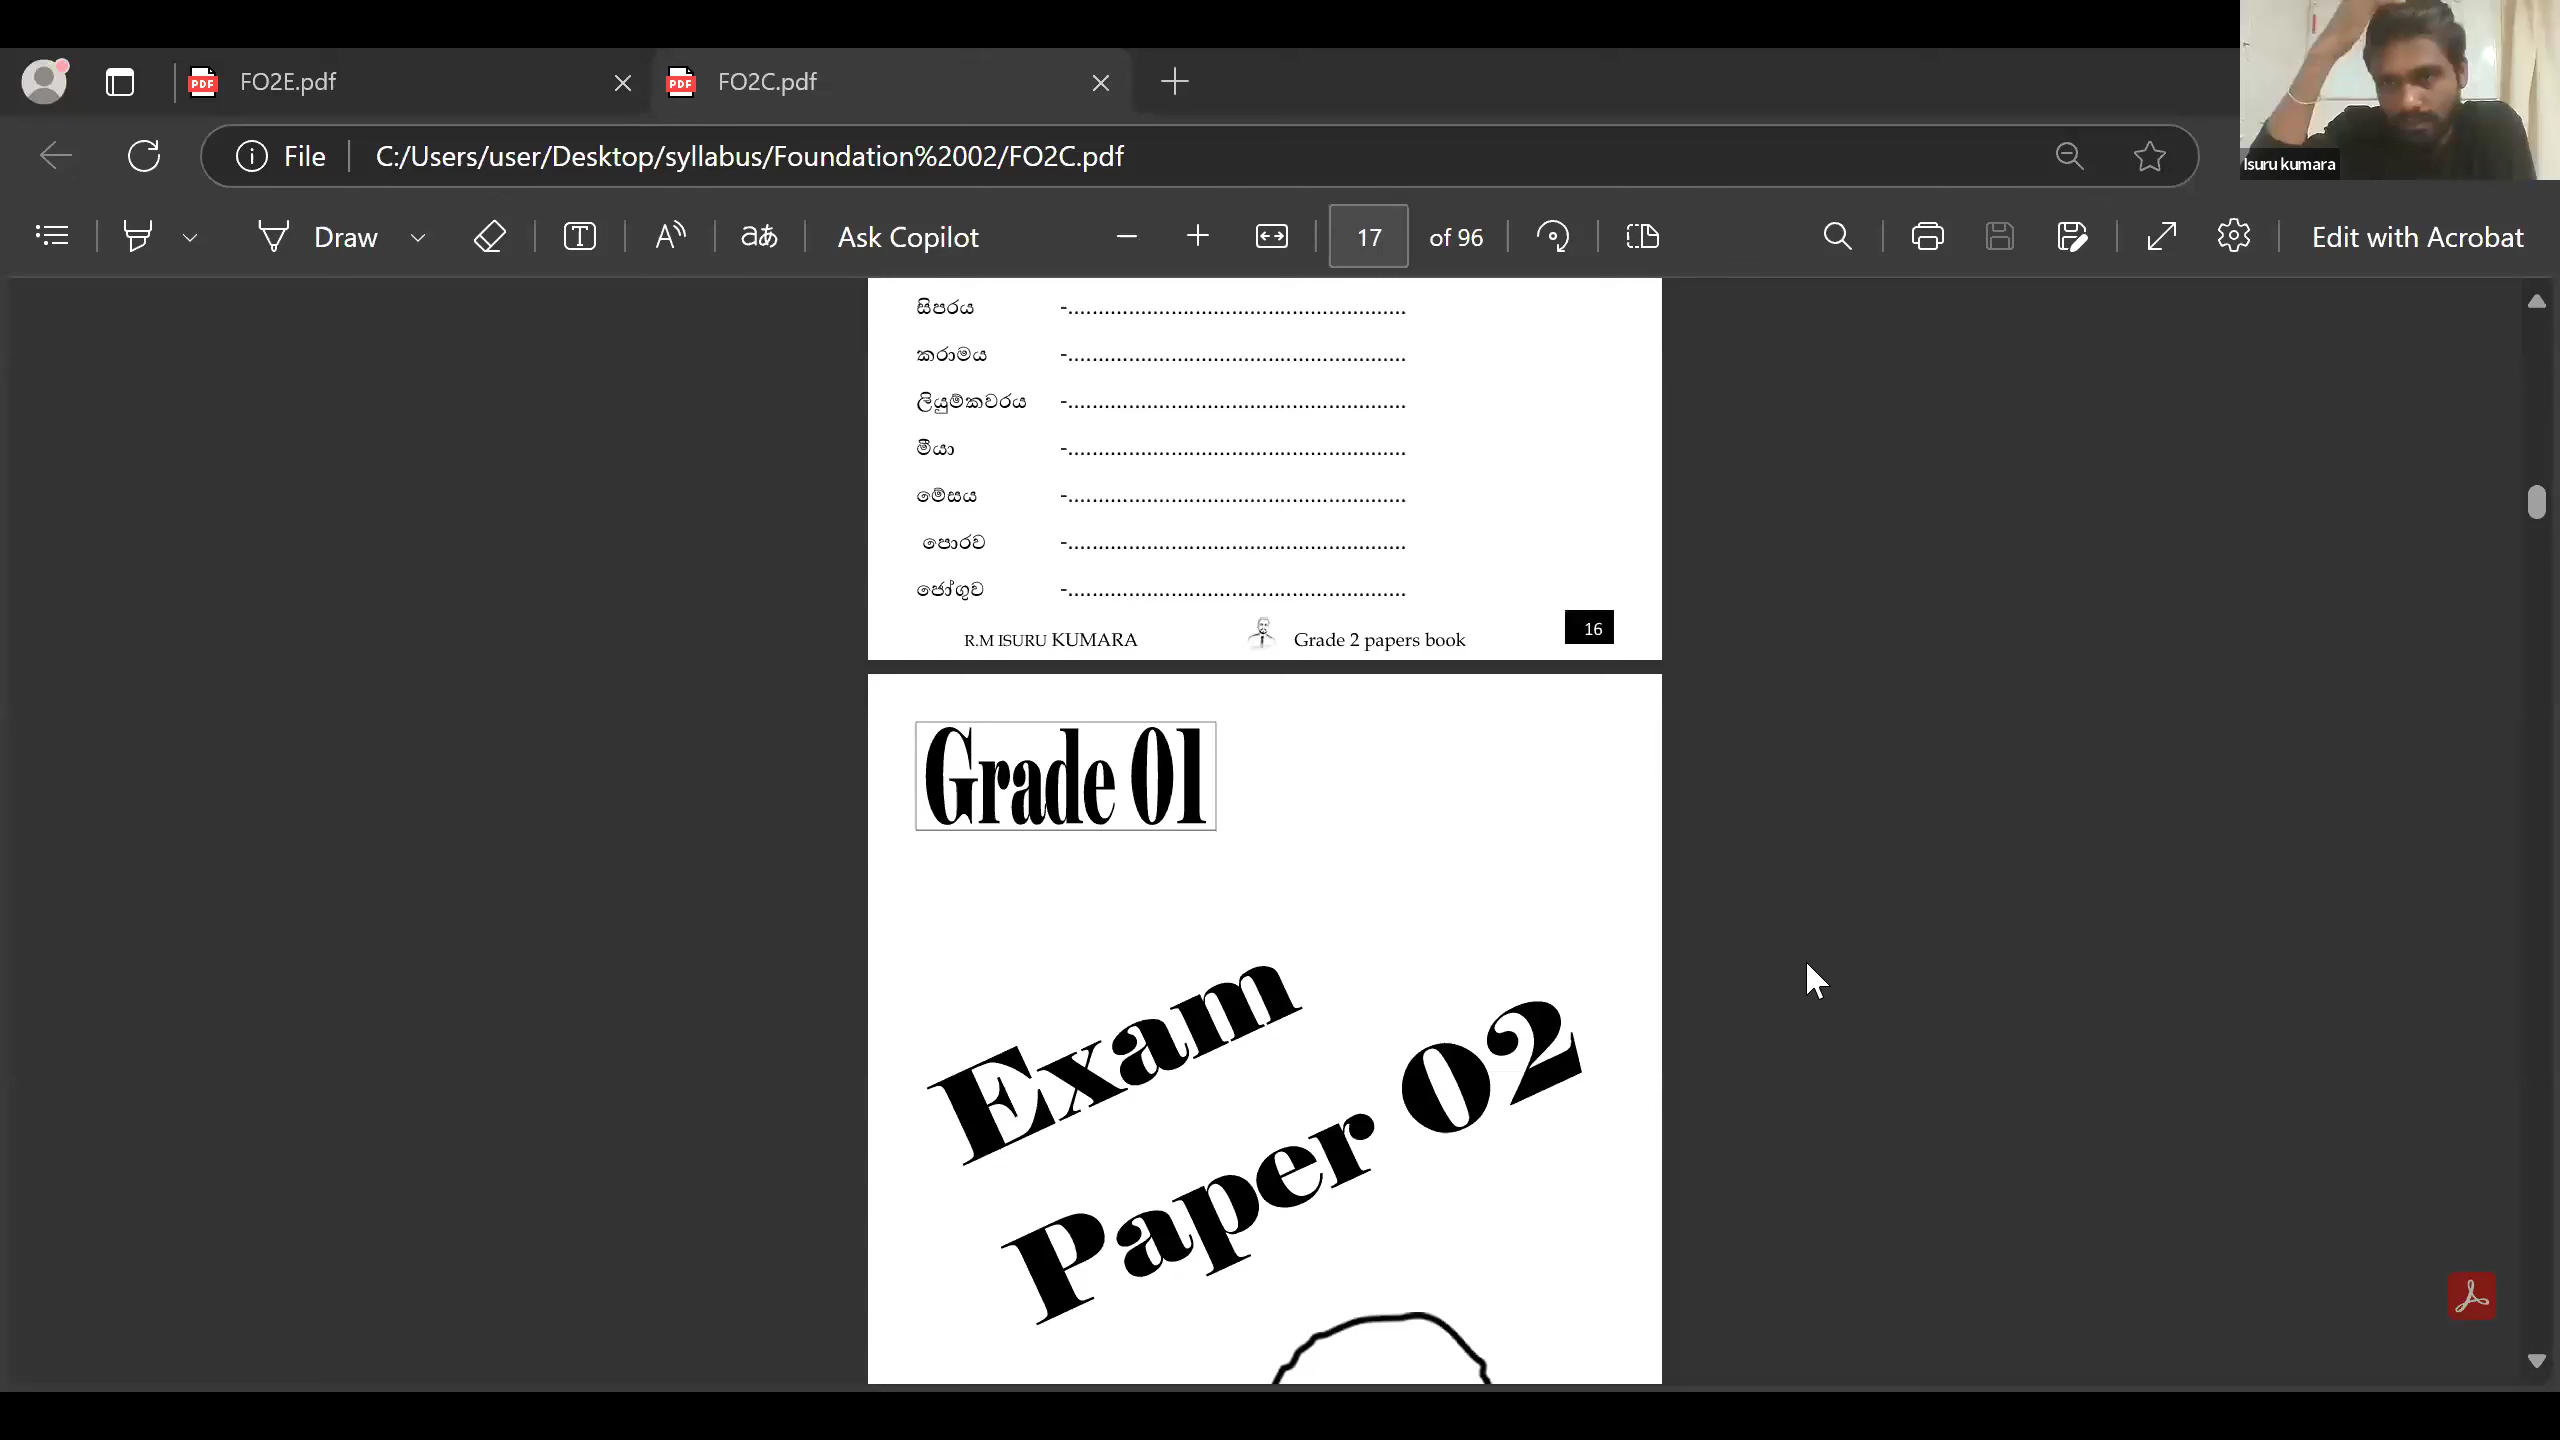 FO2E.pdf
FO2C.pdf
File
C:/Users/user/Desktop/syllabus/Foundation%2002/FO2C.pdf
Isuru kumara
Draw
Ask Copilot
17 of 96
Edit with Acrobat
සිපරය -........................................................
කරාමය -........................................................
ලියුම්කවරය -........................................................
මීයා -........................................................
මේසය -........................................................
පොරව -........................................................
ජෝගුව -........................................................
R.M ISURU KUMARA Grade 2 papers book 16
Grade 01
Exam
Paper 02